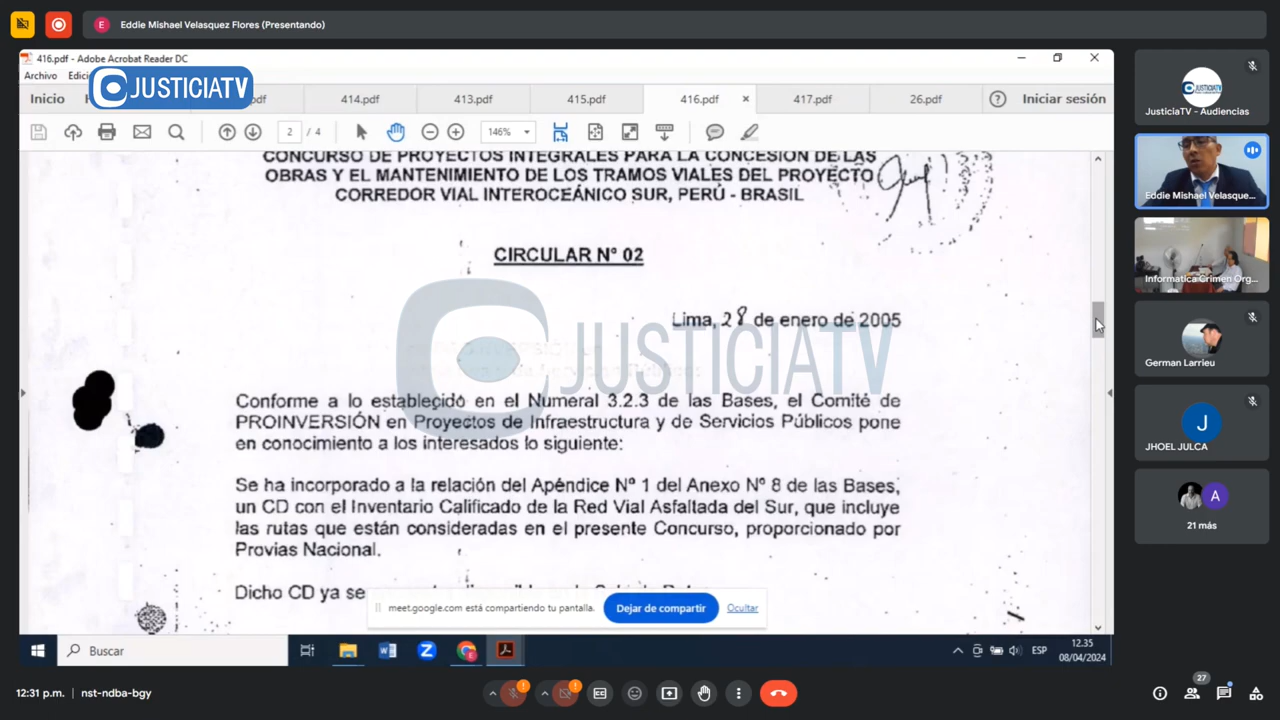 Eddie Mishael Velasquez Flores (Presentando)
416.pdf - Adobe Acrobat Reader DC
Archivo
JUSTICIATV
Inicio
414.pdf
413.pdf
415.pdf
416.pdf
417.pdf
26.pdf
Iniciar sesión
2 / 4
146%
CONCURSO DE PROYECTOS INTEGRALES PARA LA CONCESIÓN DE LAS
OBRAS Y EL MANTENIMIENTO DE LOS TRAMOS VIALES DEL PROYECTO
CORREDOR VIAL INTEROCEÁNICO SUR, PERÚ - BRASIL
CIRCULAR Nº 02
Lima, 28 de enero de 2005
JUSTICIATV
Conforme a lo establecido en el Numeral 3.2.3 de las Bases, el Comité de
PROINVERSIÓN en Proyectos de Infraestructura y de Servicios Públicos pone
en conocimiento a los interesados lo siguiente:
Se ha incorporado a la relación del Apéndice Nº 1 del Anexo Nº 8 de las Bases,
un CD con el Inventario Calificado de la Red Vial Asfaltada del Sur, que incluye
las rutas que están consideradas en el presente Concurso, proporcionado por
Provias Nacional.
Dicho CD ya se
meet.google.com está compartiendo tu pantalla.
Dejar de compartir
Ocultar
Buscar
ESP
12.35
08/04/2024
JusticiaTV - Audiencias
Eddie Mishael Velasque...
Informatica Crimen Org...
German Larrieu
J
JHOEL JULCA
A
21 más
12:31 p.m. | nst-ndba-bgy
27